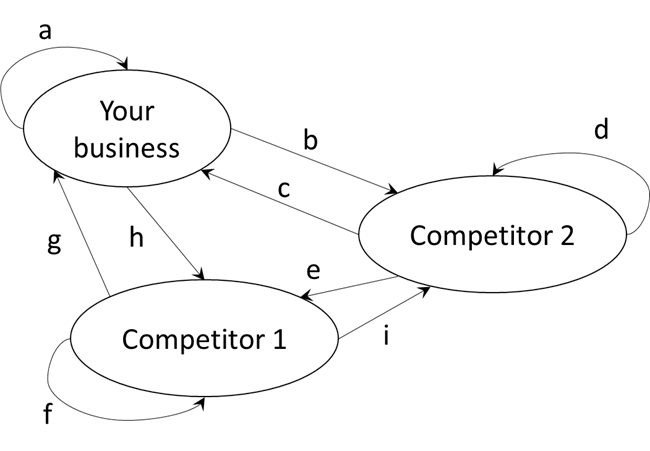 a
Your
business
b
d
c
Competitor 2
g
h
e
Competitor 1
i
f